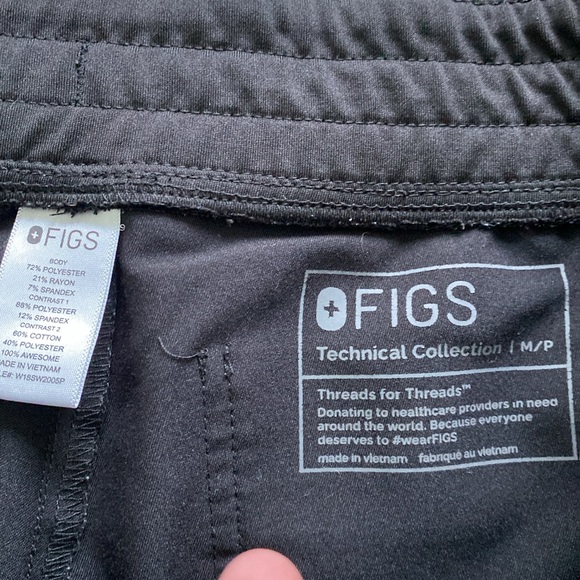 FIGS
BODY
72% POLYESTER
21% RAYON
7% SPANDEX
CONTRAST 1
88% POLYESTER
12% SPANDEX
CONTRAST 2
60% COTTON
40% POLYESTER
100% AWESOME
MADE IN VIETNAM
LE#: W18SW2005P
FIGS
Technical Collection | M/P
Threads for Threads™
Donating to healthcare providers in need
around the world. Because everyone
deserves to #wearFIGS
made in vietnam fabriqué au vietnam